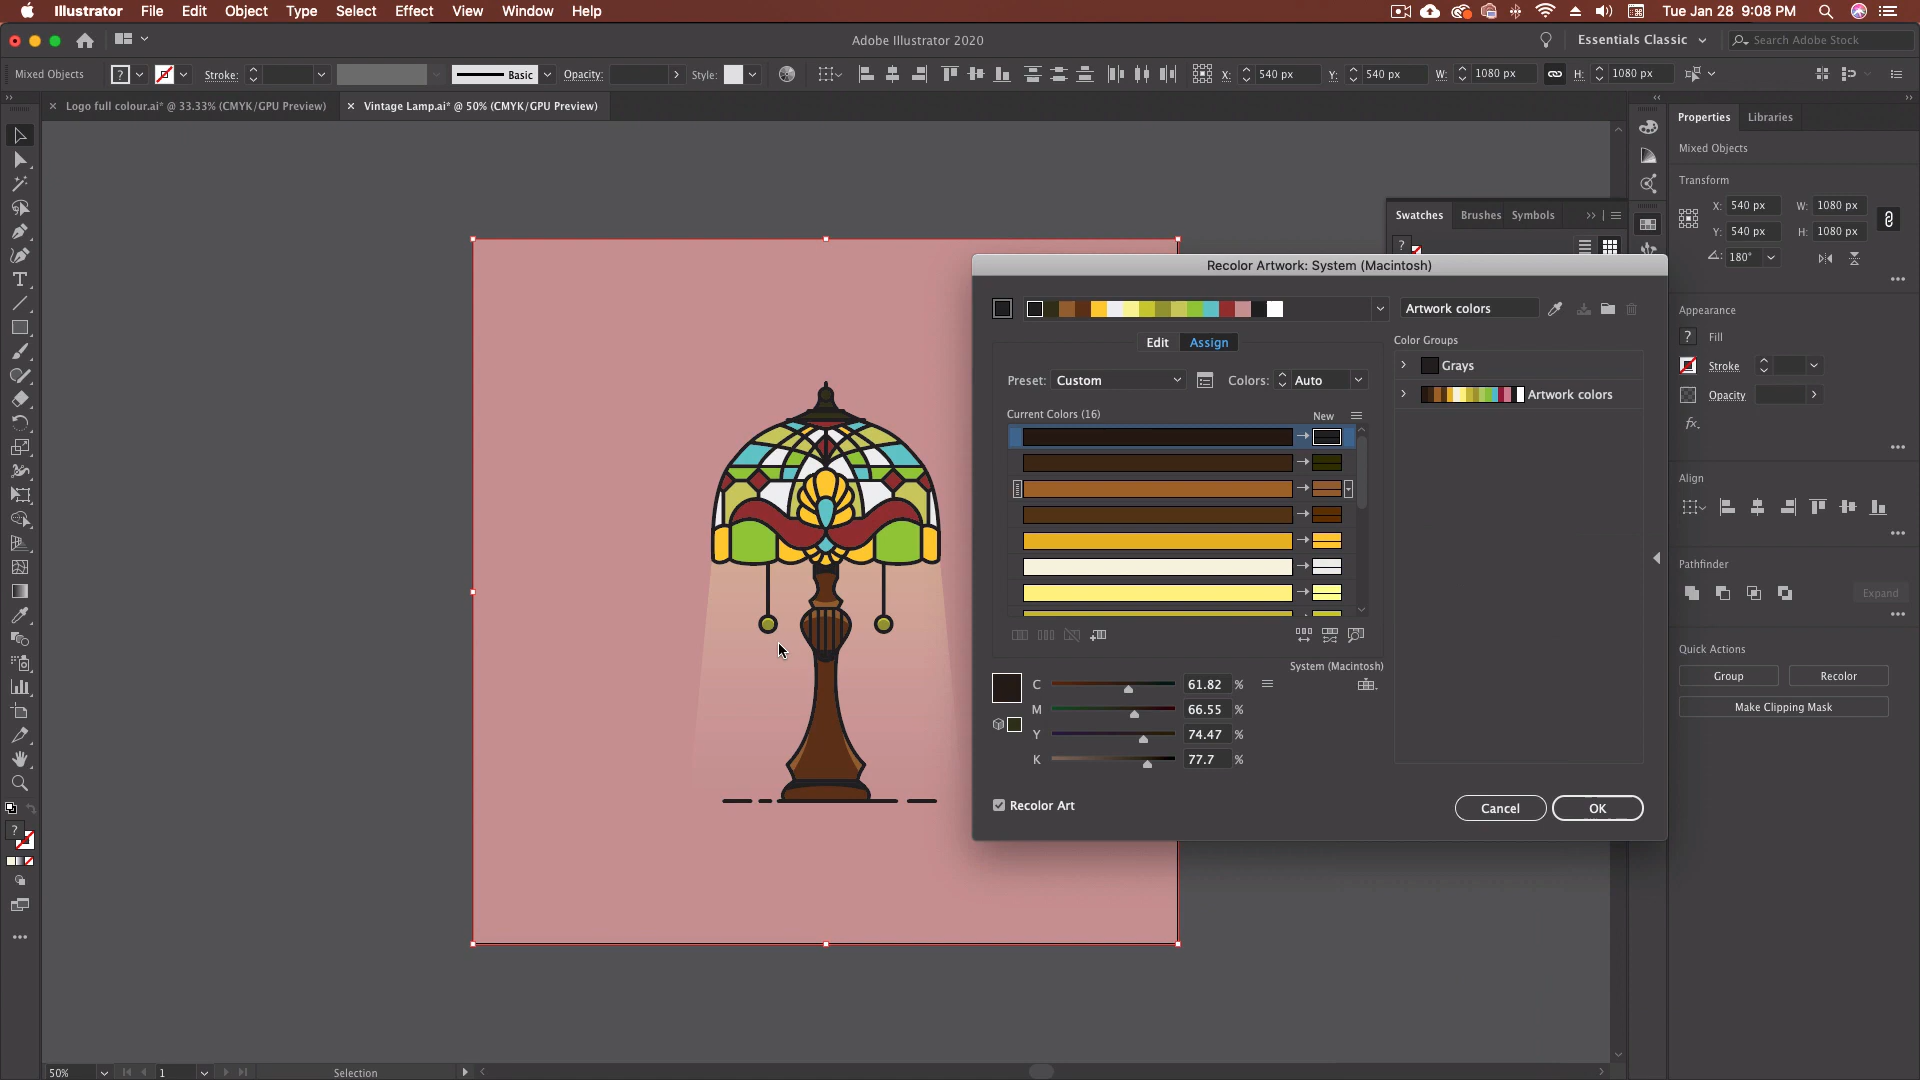 Illustrator File Edit Object Type Select Effect View Window Help
Tue Jan 28 9:08 PM
Adobe Illustrator 2020
Essentials Classic
Search Adobe Stock
Mixed Objects ? Stroke: Basic Opacity: Style: X: 540 px Y: 540 px W: 1080 px H: 1080 px
× Logo full colour.ai* @ 33.33% (CMYK/GPU Preview) × Vintage Lamp.ai* @ 50% (CMYK/GPU Preview)
Properties Libraries
Mixed Objects
Transform
X: 540 px W: 1080 px
Y: 540 px H: 1080 px
180°
Appearance
? Fill
Stroke
Opacity
fx.
Align
Pathfinder
Expand
Quick Actions
Group Recolor
Make Clipping Mask
Swatches Brushes Symbols
?
Recolor Artwork: System (Macintosh)
Artwork colors
Edit Assign
Preset: Custom Colors: Auto
Current Colors (16) New
Color Groups
Grays
Artwork colors
System (Macintosh)
C 61.82 %
M 66.55 %
Y 74.47 %
K 77.7 %
Recolor Art
Cancel OK
?
50% 1 Selection